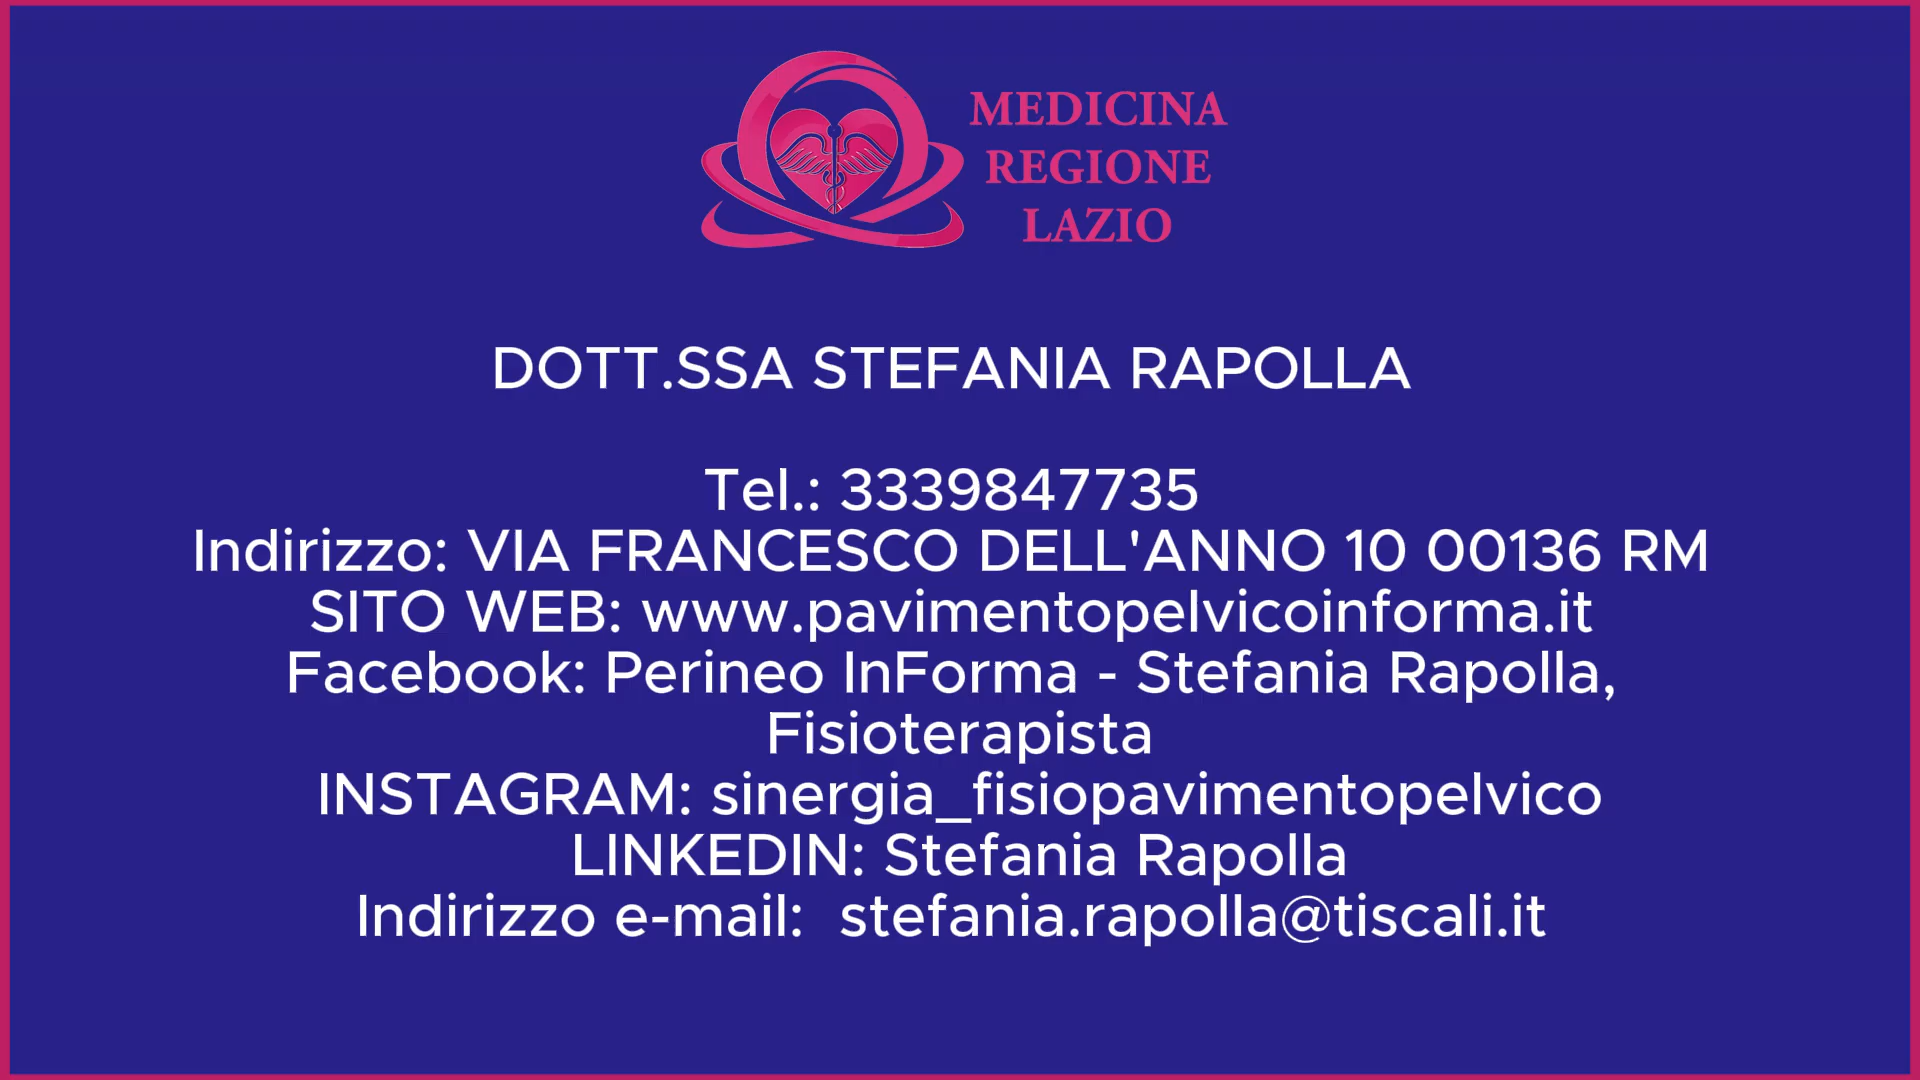 MEDICINA
REGIONE
LAZIO
DOTT.SSA STEFANIA RAPOLLA
Tel.: 3339847735
Indirizzo: VIA FRANCESCO DELL'ANNO 10 00136 RM
SITO WEB: www.pavimentopelvicoinforma.it
Facebook: Perineo InForma - Stefania Rapolla,
Fisioterapista
INSTAGRAM: sinergia_fisiopavimentopelvico
LINKEDIN: Stefania Rapolla
Indirizzo e-mail:  stefania.rapolla@tiscali.it